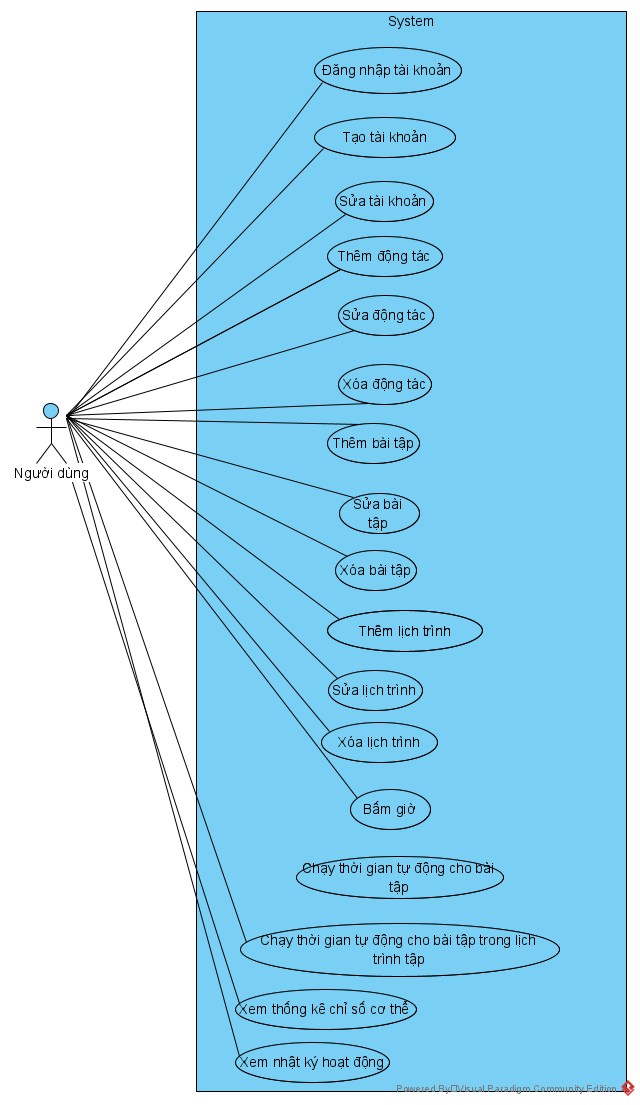 System
Đăng nhập tài khoản
Tạo tài khoản
Sửa tài khoản
Thêm động tác
Sửa động tác
Xóa động tác
Thêm bài tập
Người dùng
Sửa bài
tập
Xóa bài tập
Thêm lịch trình
Sửa lịch trình
Xóa lịch trình
Bấm giờ
Chạy thời gian tự động cho bài
tập
Chạy thời gian tự động cho bài tập trong lịch
trình tập
Xem thống kê chỉ số cơ thể
Xem nhật ký hoạt động
Powered By Visual Paradigm Community Edition